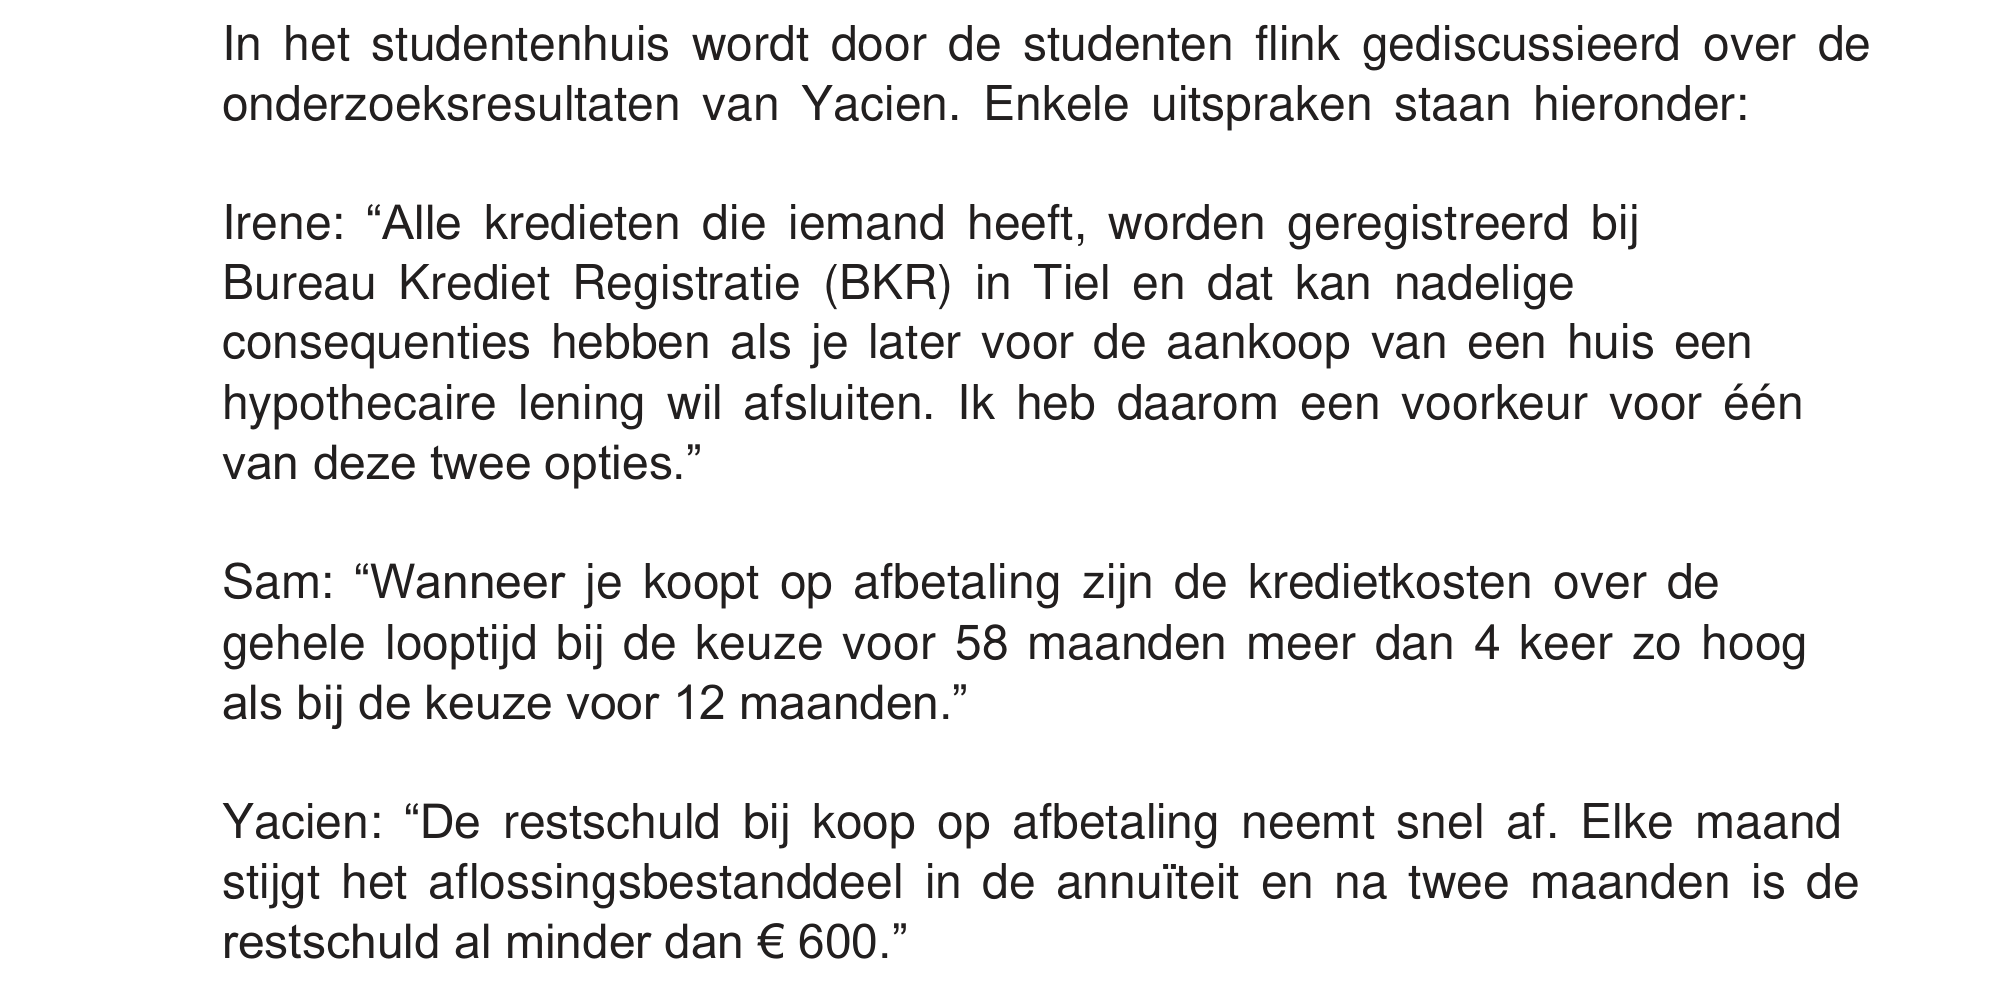 In het studentenhuis wordt door de studenten flink gediscussieerd over de
onderzoeksresultaten van Yacien. Enkele uitspraken staan hieronder:
Irene: “Alle kredieten die iemand heeft, worden geregistreerd bij
Bureau Krediet Registratie (BKR) in Tiel en dat kan nadelige
consequenties hebben als je later voor de aankoop van een huis een
hypothecaire lening wil afsluiten. Ik heb daarom een voorkeur voor één
van deze twee opties.”
Sam: “Wanneer je koopt op afbetaling zijn de kredietkosten over de
gehele looptijd bij de keuze voor 58 maanden meer dan 4 keer zo hoog
als bij de keuze voor 12 maanden.”
Yacien: “De restschuld bij koop op afbetaling neemt snel af. Elke maand
stijgt het aflossingsbestanddeel in de annuïteit en na twee maanden is de
restschuld al minder dan € 600.”